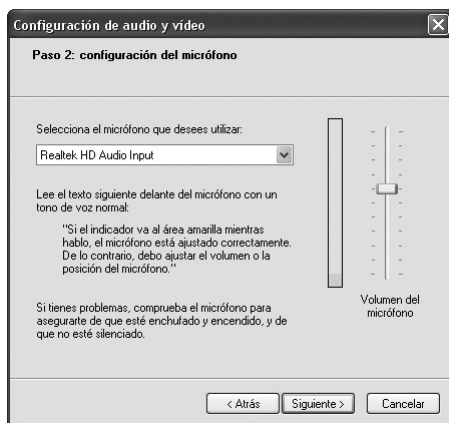 Configuración de audio y vídeo
Paso 2: configuración del micrófono
Selecciona el micrófono que desees utilizar:
Realtek HD Audio Input
Lee el texto siguiente delante del micrófono con un
tono de voz normal:
"Si el indicador va al área amarilla mientras
hablo, el micrófono está ajustado correctamente.
De lo contrario, debo ajustar el volumen o la
posición del micrófono."
Si tienes problemas, comprueba el micrófono para
asegurarte de que esté enchufado y encendido, y de
que no esté silenciado.
Volumen del
micrófono
< Atrás
Siguiente >
Cancelar